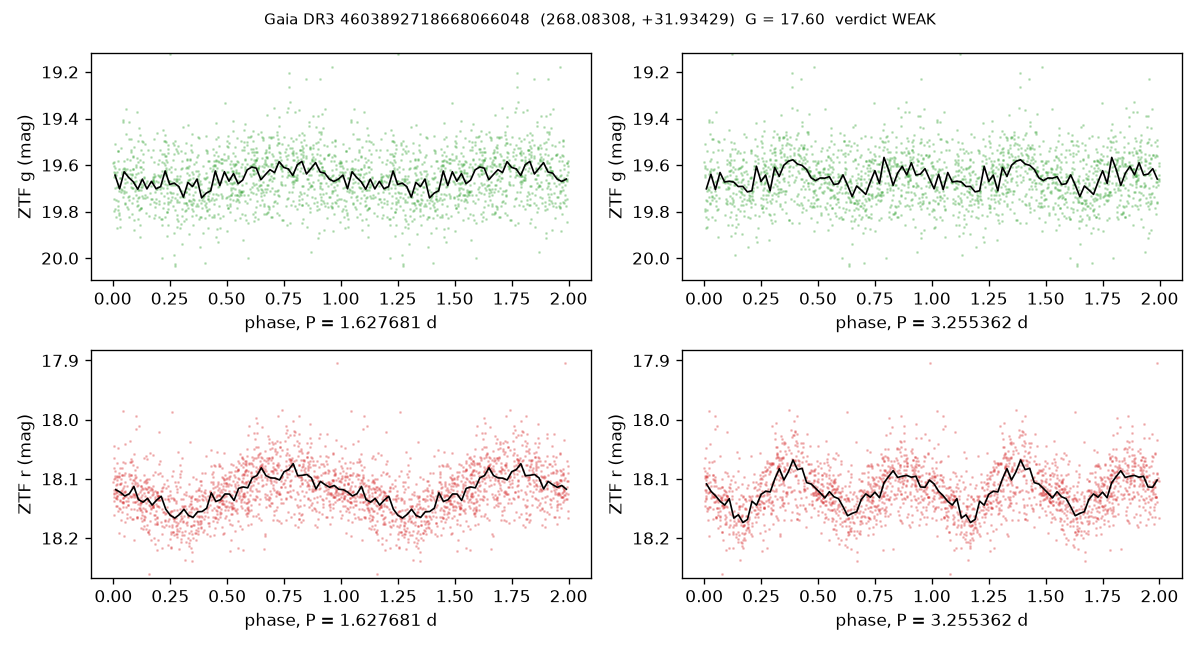 Gaia DR3 4603892718668066048  (268.08308, +31.93429)  G = 17.60  verdict WEAK
ZTF g (mag)
19.2
19.4
19.6
19.8
20.0
0.00 0.25 0.50 0.75 1.00 1.25 1.50 1.75 2.00
phase, P = 1.627681 d
ZTF g (mag)
19.2
19.4
19.6
19.8
20.0
0.00 0.25 0.50 0.75 1.00 1.25 1.50 1.75 2.00
phase, P = 3.255362 d
ZTF r (mag)
17.9
18.0
18.1
18.2
0.00 0.25 0.50 0.75 1.00 1.25 1.50 1.75 2.00
phase, P = 1.627681 d
ZTF r (mag)
17.9
18.0
18.1
18.2
0.00 0.25 0.50 0.75 1.00 1.25 1.50 1.75 2.00
phase, P = 3.255362 d